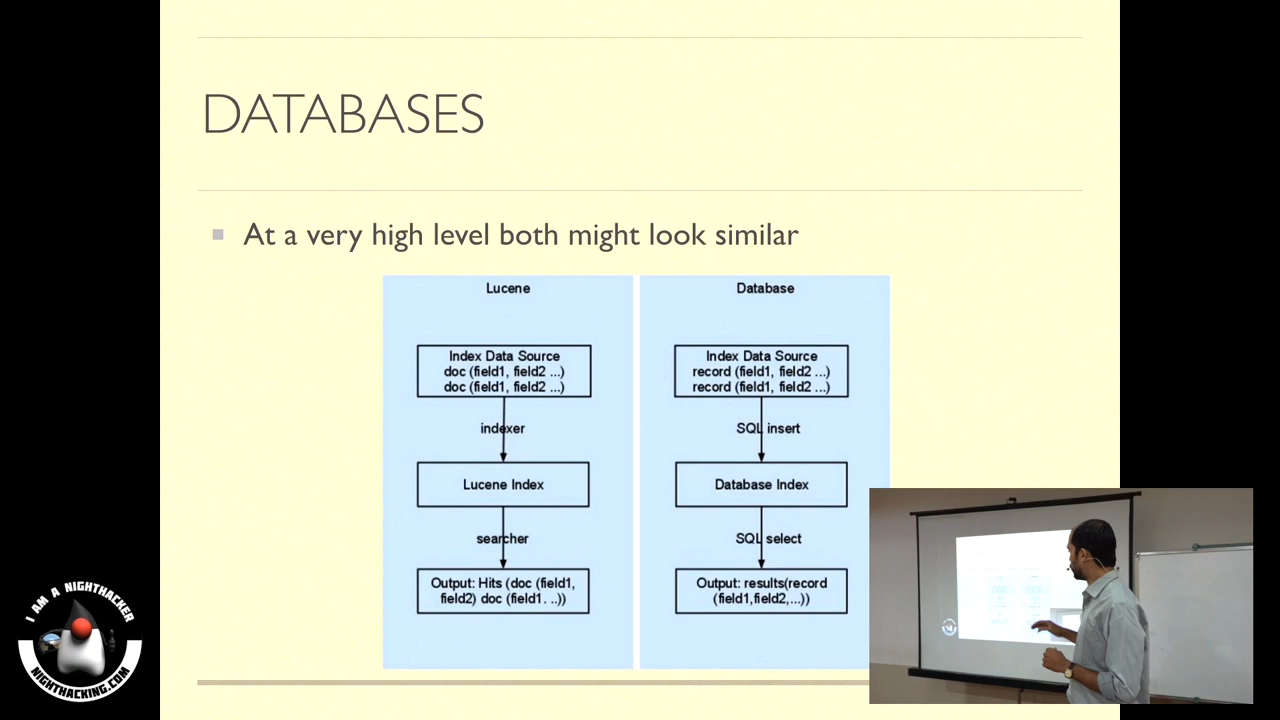 DATABASES
At a very high level both might look similar
Lucene
Index Data Source
doc (field1, field2 ...)
doc (field1, field2 ...)
indexer
Lucene Index
searcher
Output: Hits (doc (field1,
field2) doc (field1. ..))
Database
Index Data Source
record (field1, field2 ...)
record (field1, field2 ...)
SQL insert
Database Index
SQL select
Output: results(record
(field1,field2,...))
I AM A NIGHTHACKER
NIGHTHACKING.COM